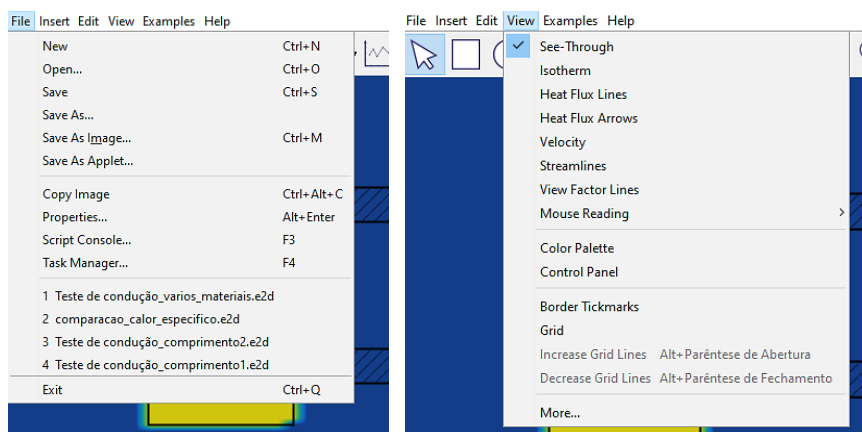 File Insert Edit View Examples Help
New Ctrl+N
Open... Ctrl+O
Save Ctrl+S
Save As...
Save As Image... Ctrl+M
Save As Applet...
Copy Image Ctrl+Alt+C
Properties... Alt+Enter
Script Console... F3
Task Manager... F4
1 Teste de condução_varios_materiais.e2d
2 comparacao_calor_especifico.e2d
3 Teste de condução_comprimento2.e2d
4 Teste de condução_comprimento1.e2d
Exit Ctrl+Q
File Insert Edit View Examples Help
See-Through
Isotherm
Heat Flux Lines
Heat Flux Arrows
Velocity
Streamlines
View Factor Lines
Mouse Reading
Color Palette
Control Panel
Border Tickmarks
Grid
Increase Grid Lines Alt+Parêntese de Abertura
Decrease Grid Lines Alt+Parêntese de Fechamento
More...